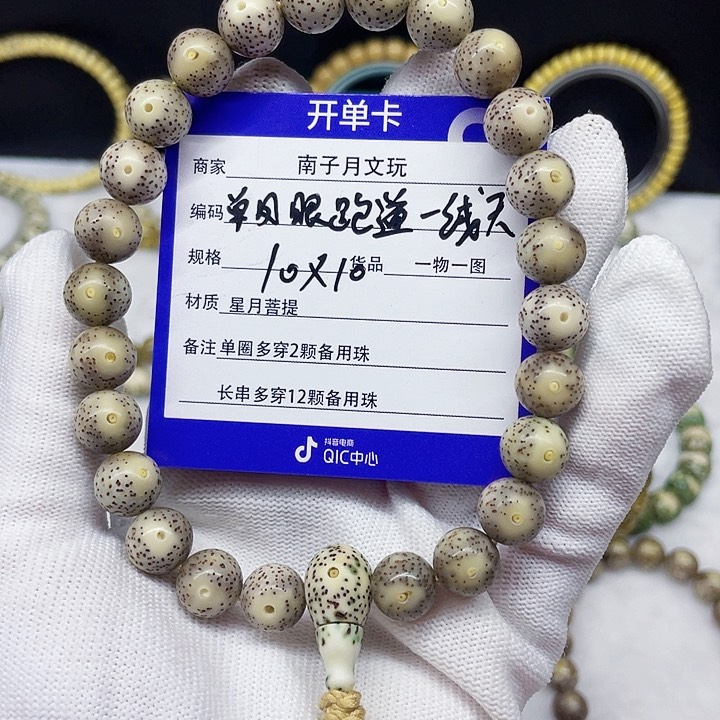 开单卡
商家 南子月文玩
编码 单月眼跑道一线天
规格 10X10 货品 一物一图
材质 星月菩提
备注 单圈多穿2颗备用珠
长串多穿12颗备用珠
抖音电商
QIC中心